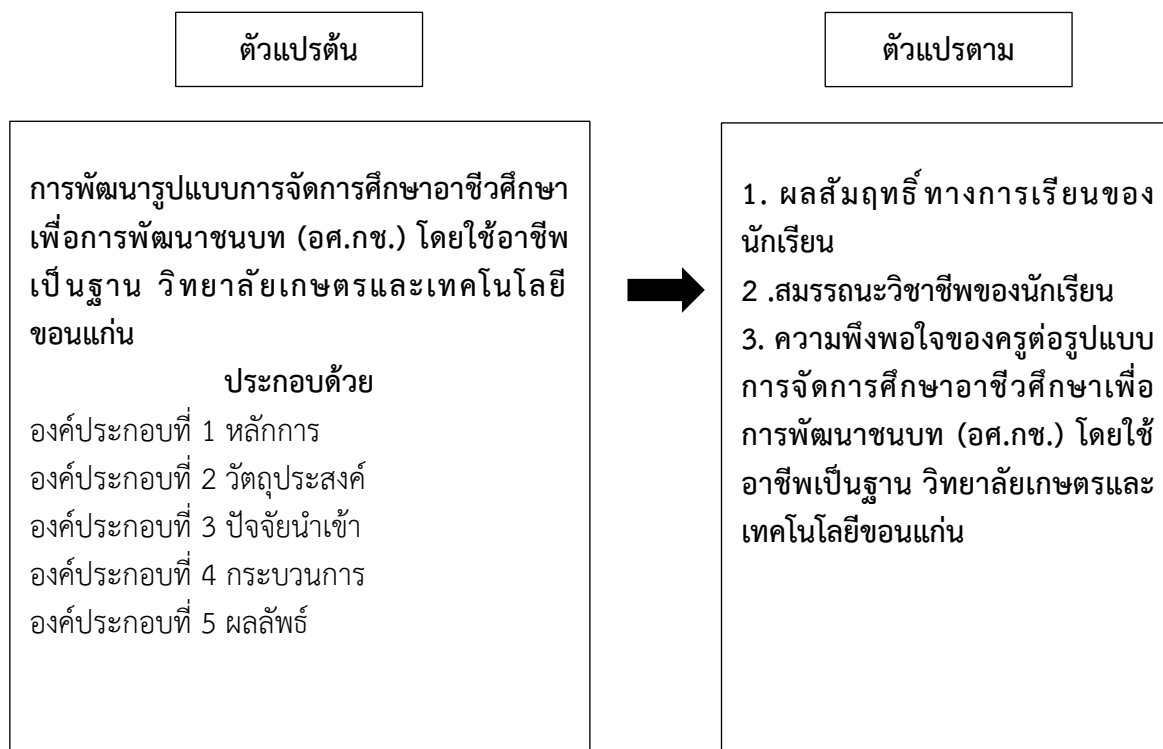 ตัวแปรต้น
ตัวแปรตาม
การพัฒนารูปแบบการจัดการศึกษาอาชีวศึกษา
เพื่อการพัฒนาชนบท (อศ.กช.) โดยใช้อาชีพ
เป็นฐาน วิทยาลัยเกษตรและเทคโนโลยี
ขอนแก่น
ประกอบด้วย
องค์ประกอบที่ 1 หลักการ
องค์ประกอบที่ 2 วัตถุประสงค์
องค์ประกอบที่ 3 ปัจจัยนำเข้า
องค์ประกอบที่ 4 กระบวนการ
องค์ประกอบที่ 5 ผลลัพธ์
1. ผลสัมฤทธิ์ทางการเรียนของ
นักเรียน
2 .สมรรถนะวิชาชีพของนักเรียน
3. ความพึงพอใจของครูต่อรูปแบบ
การจัดการศึกษาอาชีวศึกษาเพื่อ
การพัฒนาชนบท (อศ.กช.) โดยใช้
อาชีพเป็นฐาน วิทยาลัยเกษตรและ
เทคโนโลยีขอนแก่น